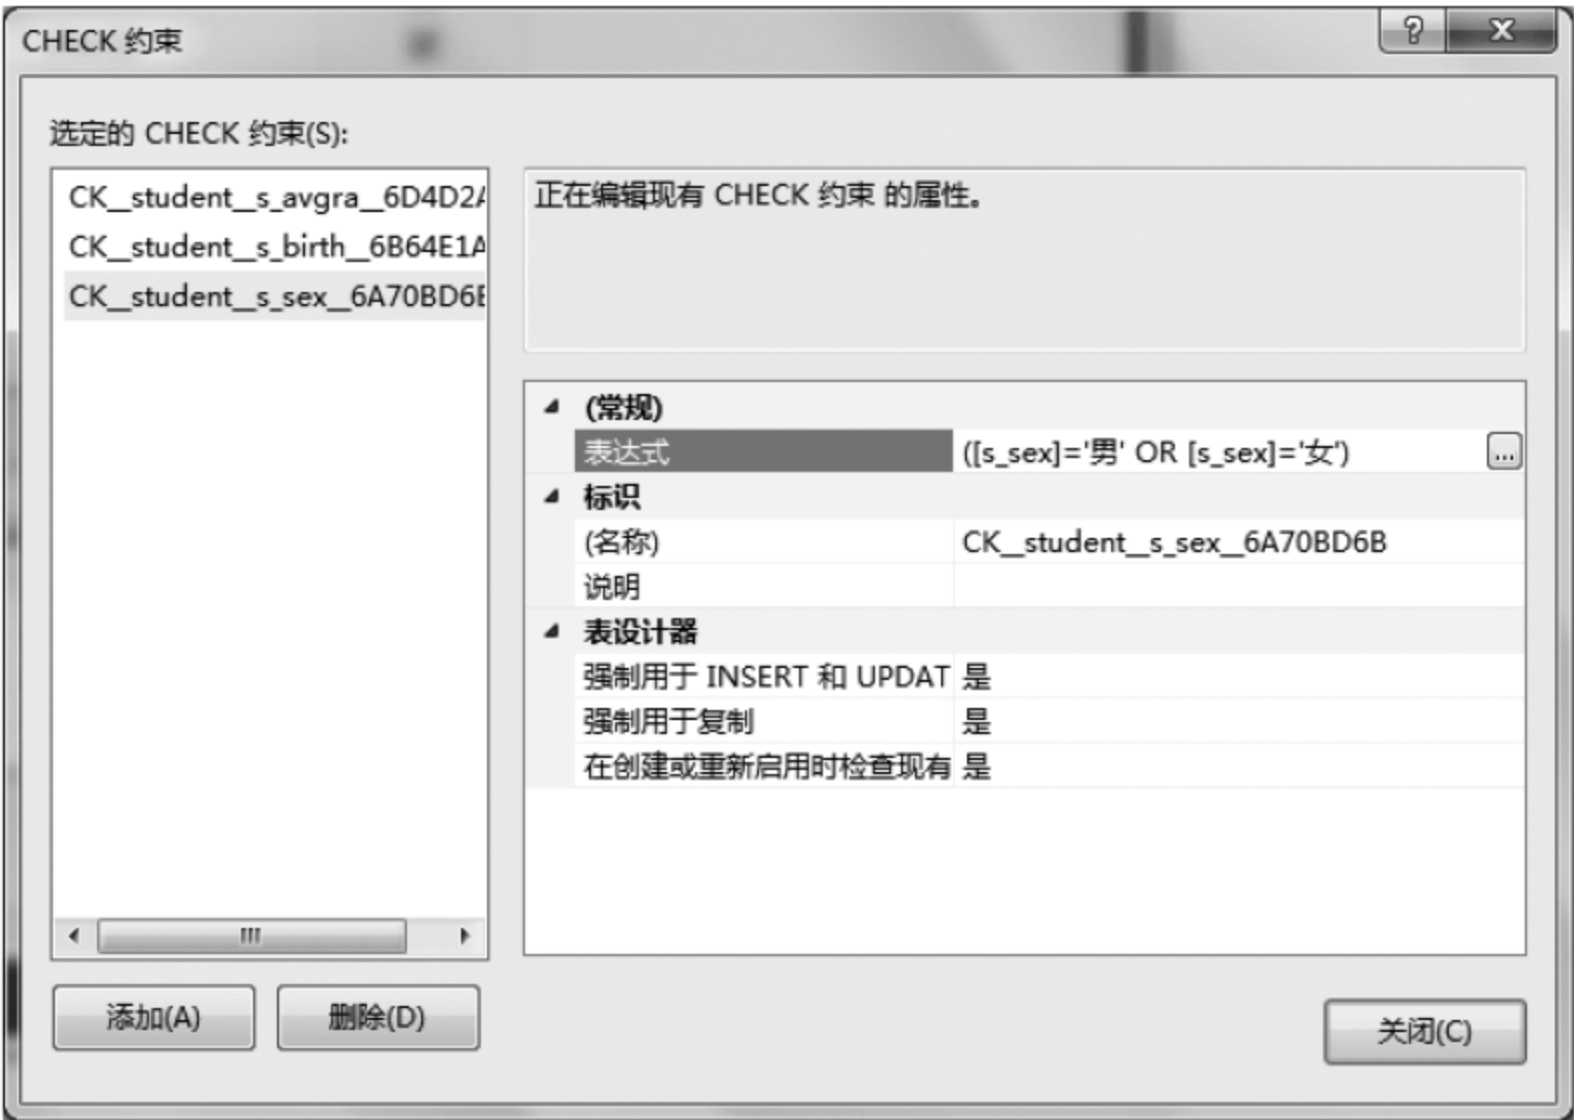 CHECK 约束
选定的 CHECK 约束(S):
CK__student__s_avgra__6D4D2A
CK__student__s_birth__6B64E1A
CK__student__s_sex__6A70BD6B
正在编辑现有 CHECK 约束 的属性。
(常规)
表达式 ([s_sex]='男' OR [s_sex]='女') ...
标识
(名称) CK__student__s_sex__6A70BD6B
说明
表设计器
强制用于 INSERT 和 UPDAT 是
强制用于复制 是
在创建或重新启用时检查现有 是
添加(A) 删除(D)
关闭(C)